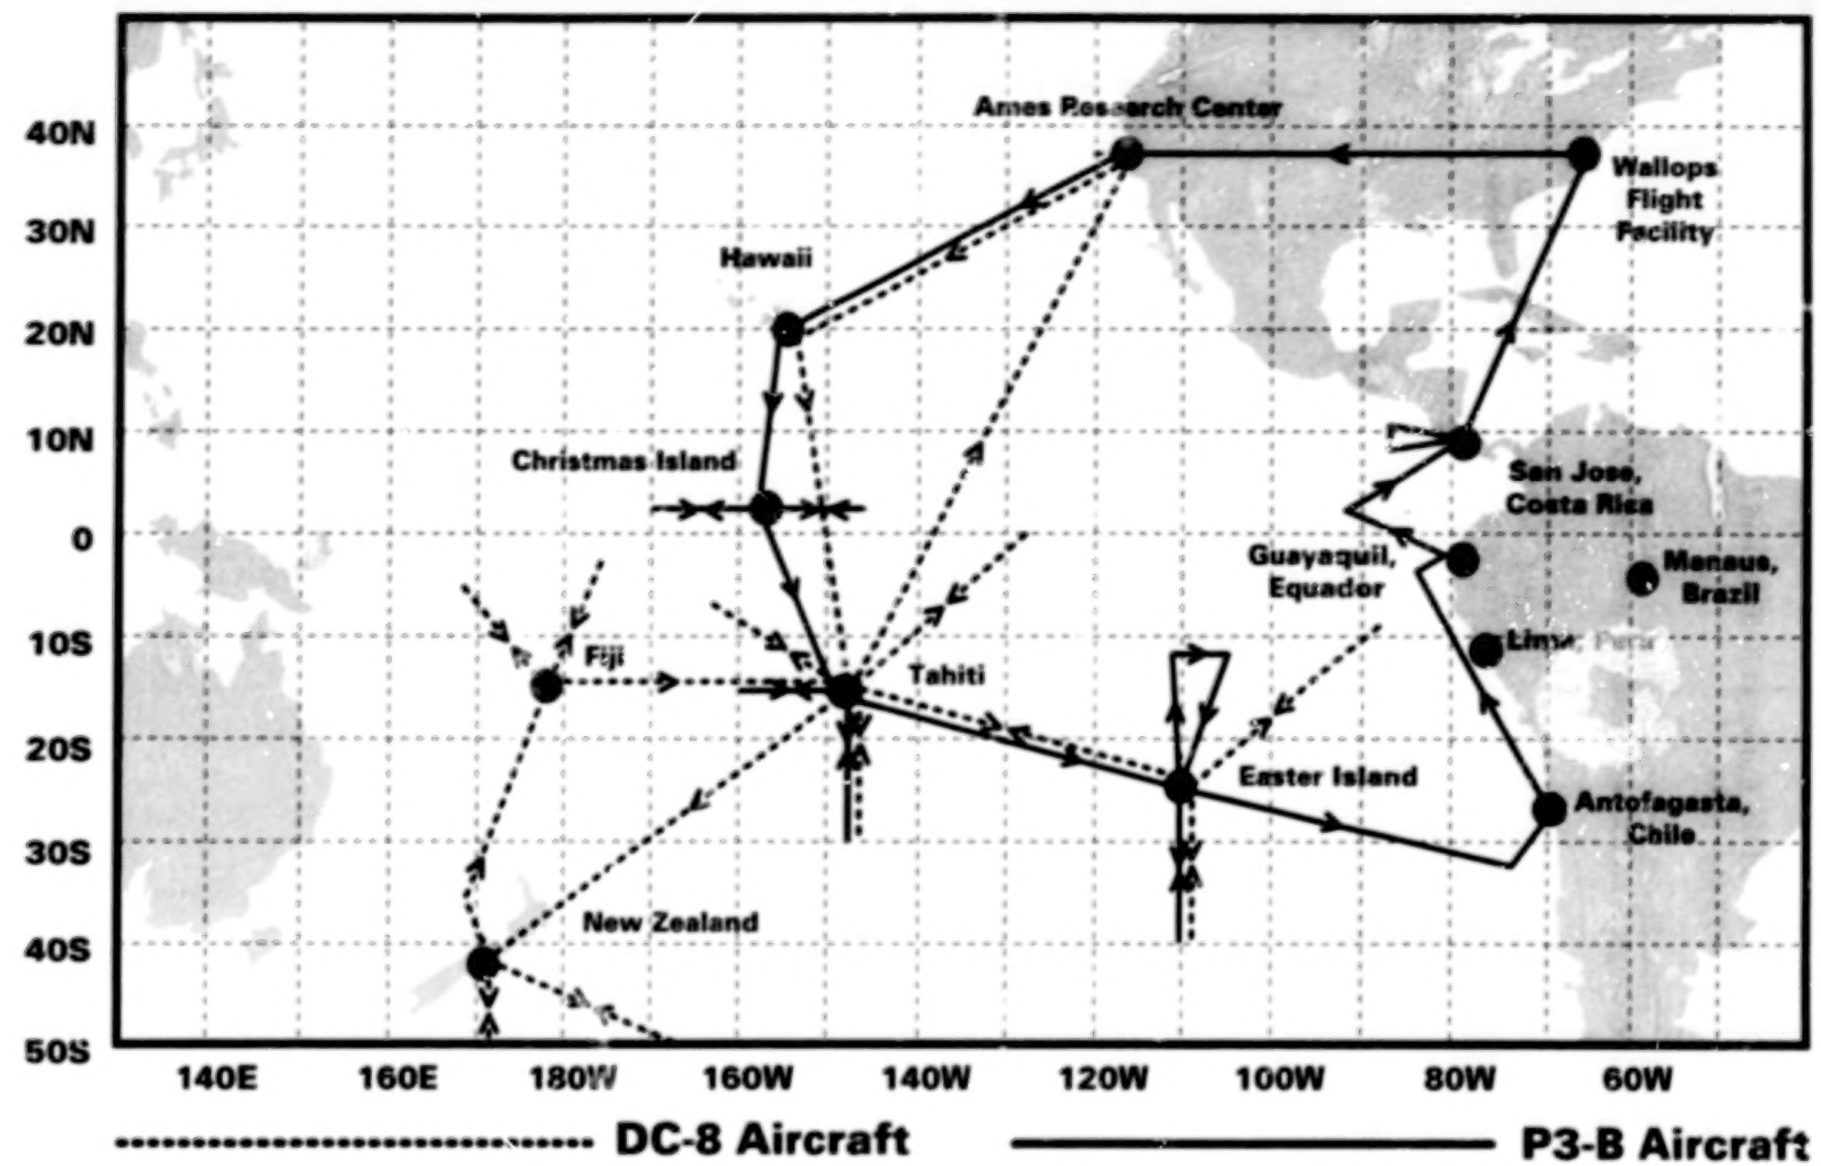 Ames Research Center
40N
Wallops
Flight
Facility
30N
Hawaii
20N
10N
Christmas Island
San Jose,
Costa Rica
0
Guayaquil,
Equador
Manaus,
Brazil
10S
Fiji
Lima, Peru
Tahiti
20S
Easter Island
Antofagasta,
Chile
30S
New Zealand
40S
50S
140E 160E 180W 160W 140W 120W 100W 80W 60W
DC-8 Aircraft P3-B Aircraft